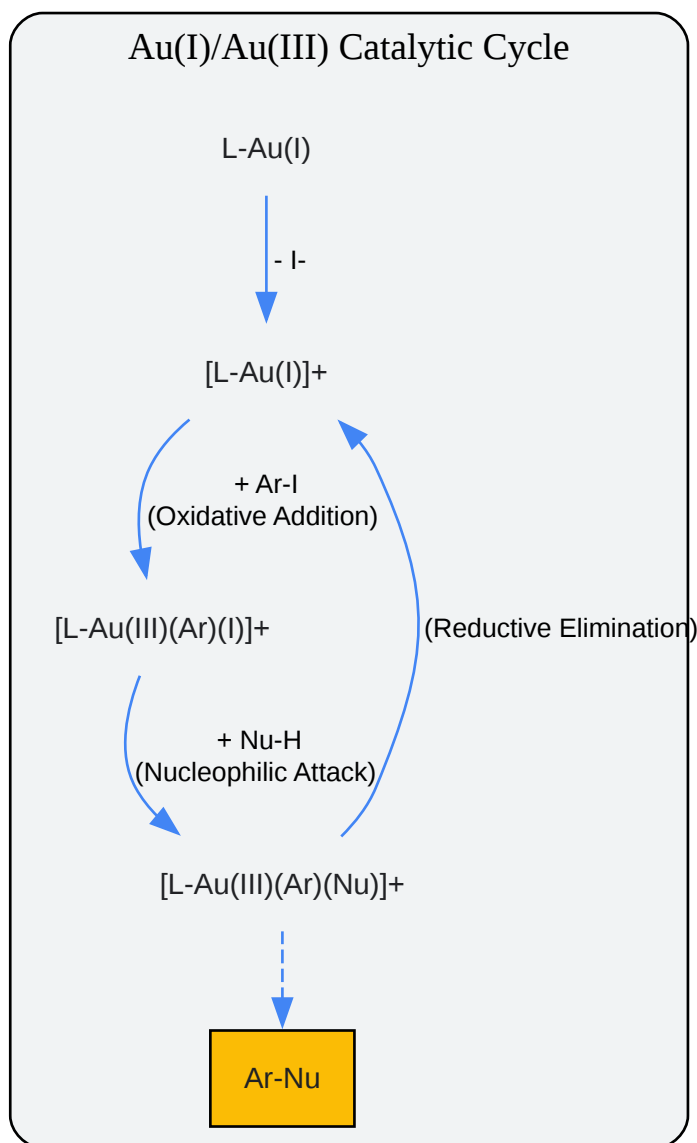 Au(I)/Au(III) Catalytic Cycle
L-Au(I)
- I-
[L-Au(I)]+
+ Ar-I
(Oxidative Addition)
[L-Au(III)(Ar)(I)]+
(Reductive Elimination)
+ Nu-H
(Nucleophilic Attack)
[L-Au(III)(Ar)(Nu)]+
Ar-Nu